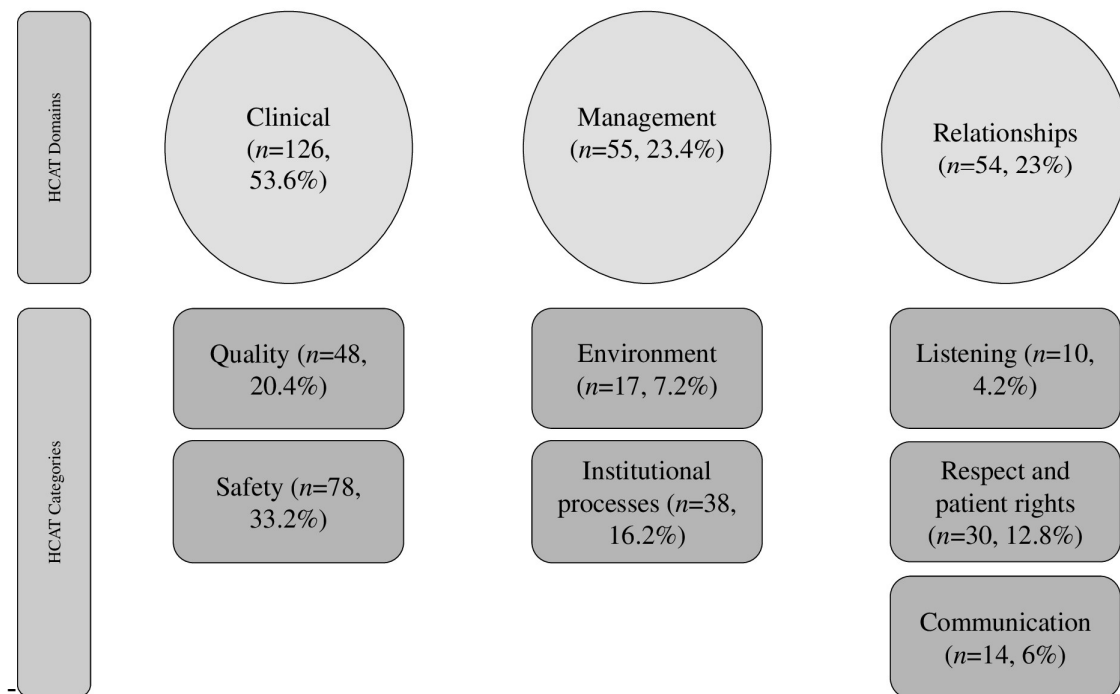 HCAT Domains
Clinical
(n=126,
53.6%)
Management
(n=55, 23.4%)
Relationships
(n=54, 23%)
HCAT Categories
Quality (n=48,
20.4%)
Safety (n=78,
33.2%)
Environment
(n=17, 7.2%)
Institutional
processes (n=38,
16.2%)
Listening (n=10,
4.2%)
Respect and
patient rights
(n=30, 12.8%)
Communication
(n=14, 6%)
-